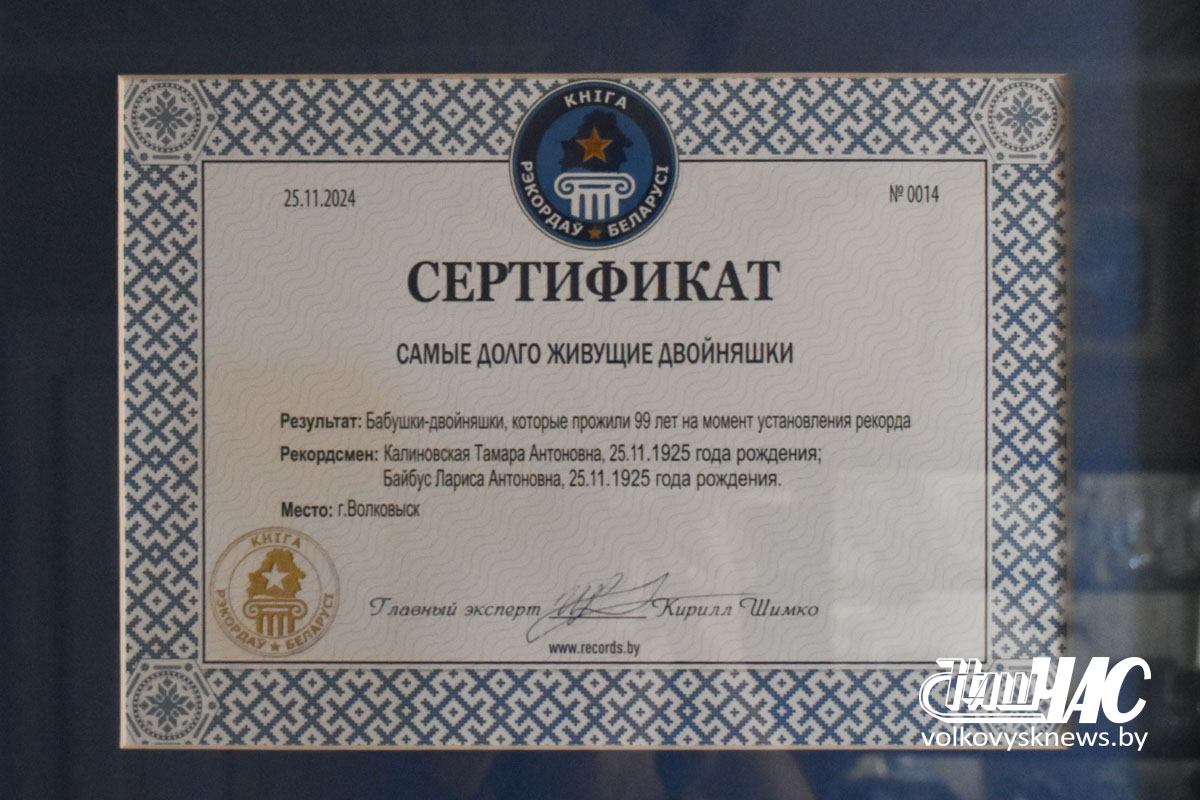 КНІГА
РЭКОРДАЎ ★ БЕЛАРУСІ
25.11.2024
№ 0014
СЕРТИФИКАТ
САМЫЕ ДОЛГО ЖИВУЩИЕ ДВОЙНЯШКИ
Результат: Бабушки-двойняшки, которые прожили 99 лет на момент установления рекорда
Рекордсмен: Калиновская Тамара Антоновна, 25.11.1925 года рождения;
Байбус Лариса Антоновна, 25.11.1925 года рождения.
Место: г.Волковыск
КНІГА
РЭКОРДАЎ ★ БЕЛАРУСІ
Главный эксперт Кирилл Шимко
www.records.by
Наш ЧАС
volkovysknews.by